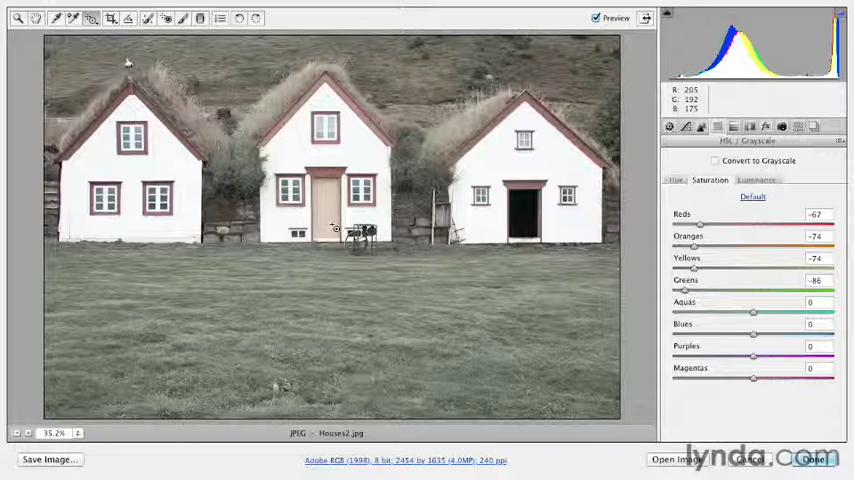 Preview
R: 205
G: 192
B: 175
HSL / Grayscale
Convert to Grayscale
Hue Saturation Luminance
Default
Reds -67
Oranges -74
Yellows -74
Greens -86
Aquas 0
Blues 0
Purples 0
Magentas 0
35.2%
JPEG - Houses2.jpg
Save Image...
Adobe RGB (1998); 8 bit; 2454 by 1635 (4.0MP); 240 ppi
Open Image
Cancel
Done
lynda.com